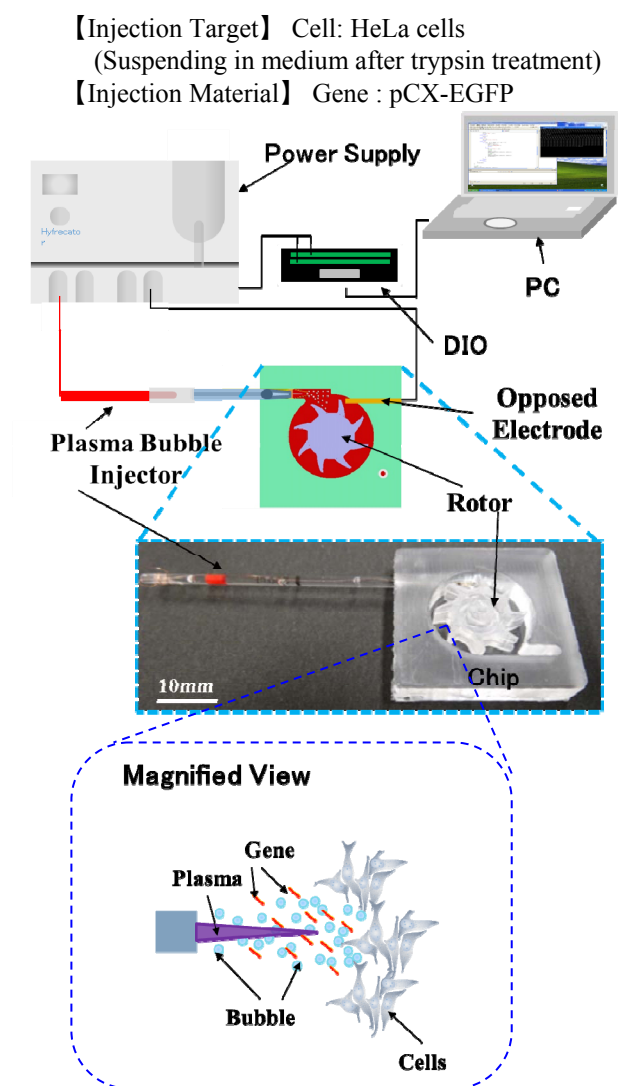 【Injection Target】 Cell: HeLa cells
(Suspending in medium after trypsin treatment)
【Injection Material】 Gene : pCX-EGFP
Power Supply
Hyfrecato
r
PC
DIO
Opposed
Electrode
Plasma Bubble
Injector
Rotor
Chip
10mm
Magnified View
Gene
Plasma
Bubble
Cells